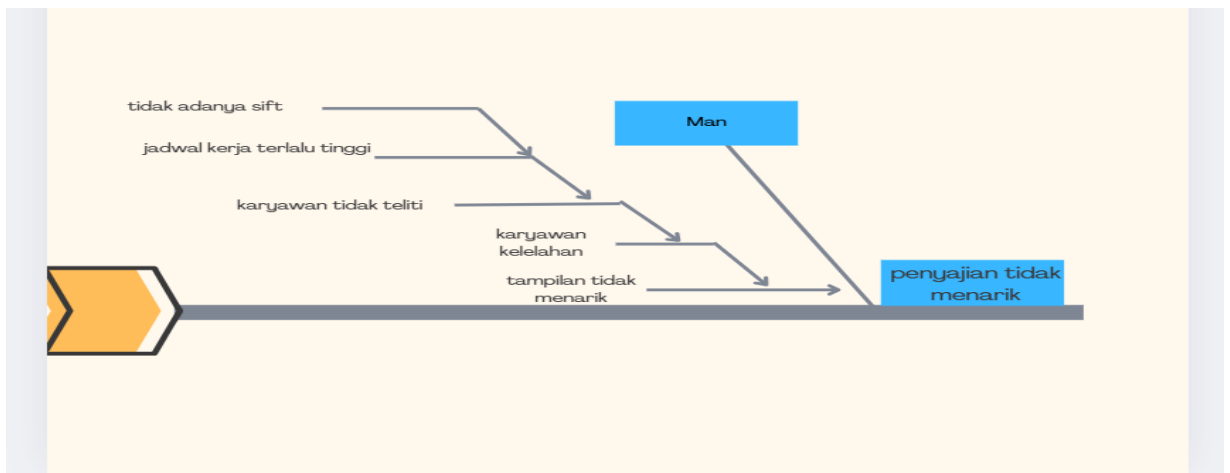 tidak adanya sift
Man
jadwal kerja terlalu tinggi
karyawan tidak teliti
karyawan
kelelahan
tampilan tidak
menarik
penyajian tidak
menarik